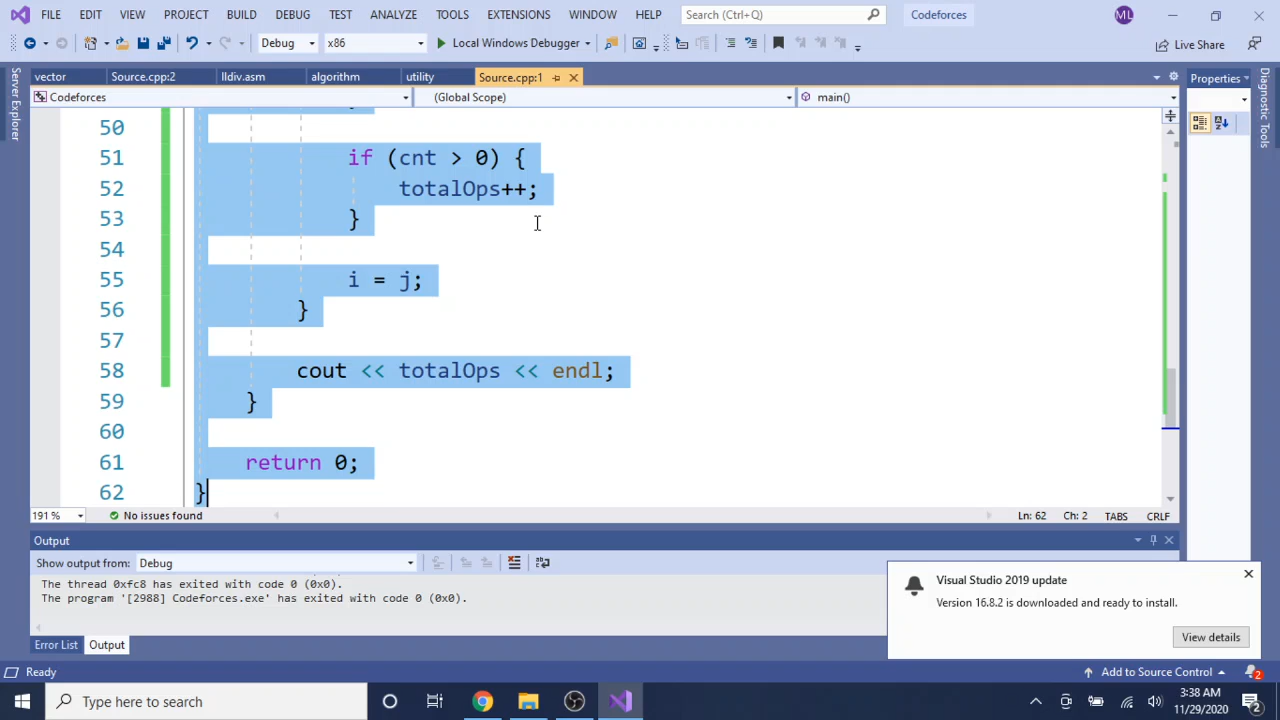 FILE EDIT VIEW PROJECT BUILD DEBUG TEST ANALYZE TOOLS EXTENSIONS WINDOW HELP Search (Ctrl+Q) Codeforces ML
Debug x86 Local Windows Debugger Live Share
vector Source.cpp:2 lldiv.asm algorithm utility Source.cpp:1 Properties
Codeforces (Global Scope) main()
Server Explorer
Diagnostic Tools
50
51 if (cnt > 0) {
52 totalOps++;
53 }
54
55 i = j;
56 }
57
58 cout << totalOps << endl;
59 }
60
61 return 0;
62 }
191 % No issues found Ln: 62 Ch: 2 TABS CRLF
Output
Show output from: Debug
The thread 0xfc8 has exited with code 0 (0x0).
The program '[2988] Codeforces.exe' has exited with code 0 (0x0).
Visual Studio 2019 update
Version 16.8.2 is downloaded and ready to install.
View details
Error List Output
Ready Add to Source Control 2
Type here to search
3:38 AM
11/29/2020
2